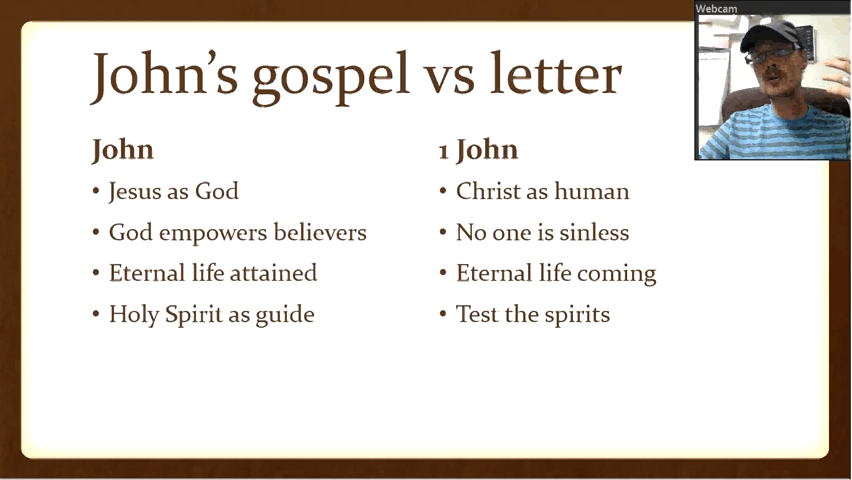 Webcam
John's gospel vs letter
John
• Jesus as God
• God empowers believers
• Eternal life attained
• Holy Spirit as guide
1 John
• Christ as human
• No one is sinless
• Eternal life coming
• Test the spirits